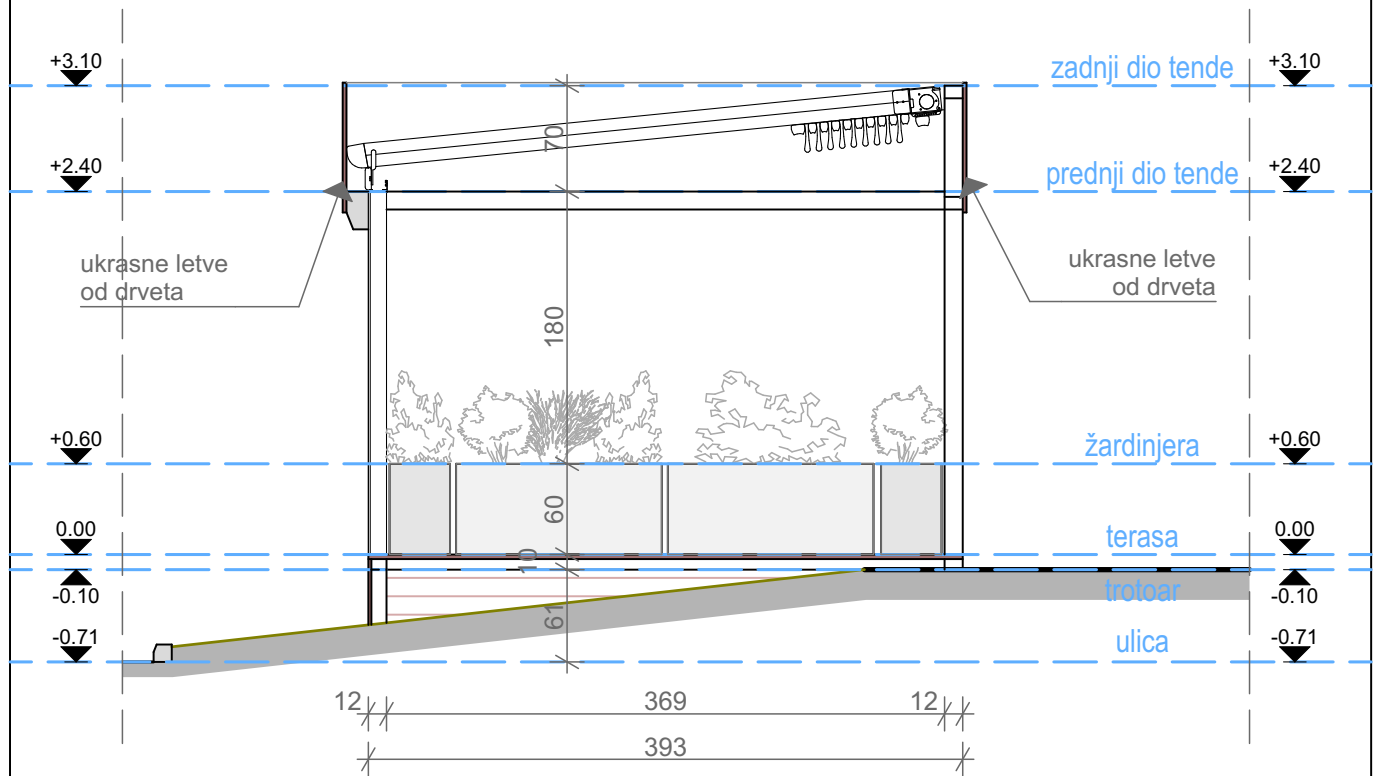 +3.10
zadnji dio tende
+3.10
70
+2.40
prednji dio tende
+2.40
ukrasne letve
od drveta
ukrasne letve
od drveta
180
+0.60
žardinjera
+0.60
60
0.00
terasa
0.00
10
-0.10
trotoar
-0.10
61
-0.71
ulica
-0.71
12
369
12
393